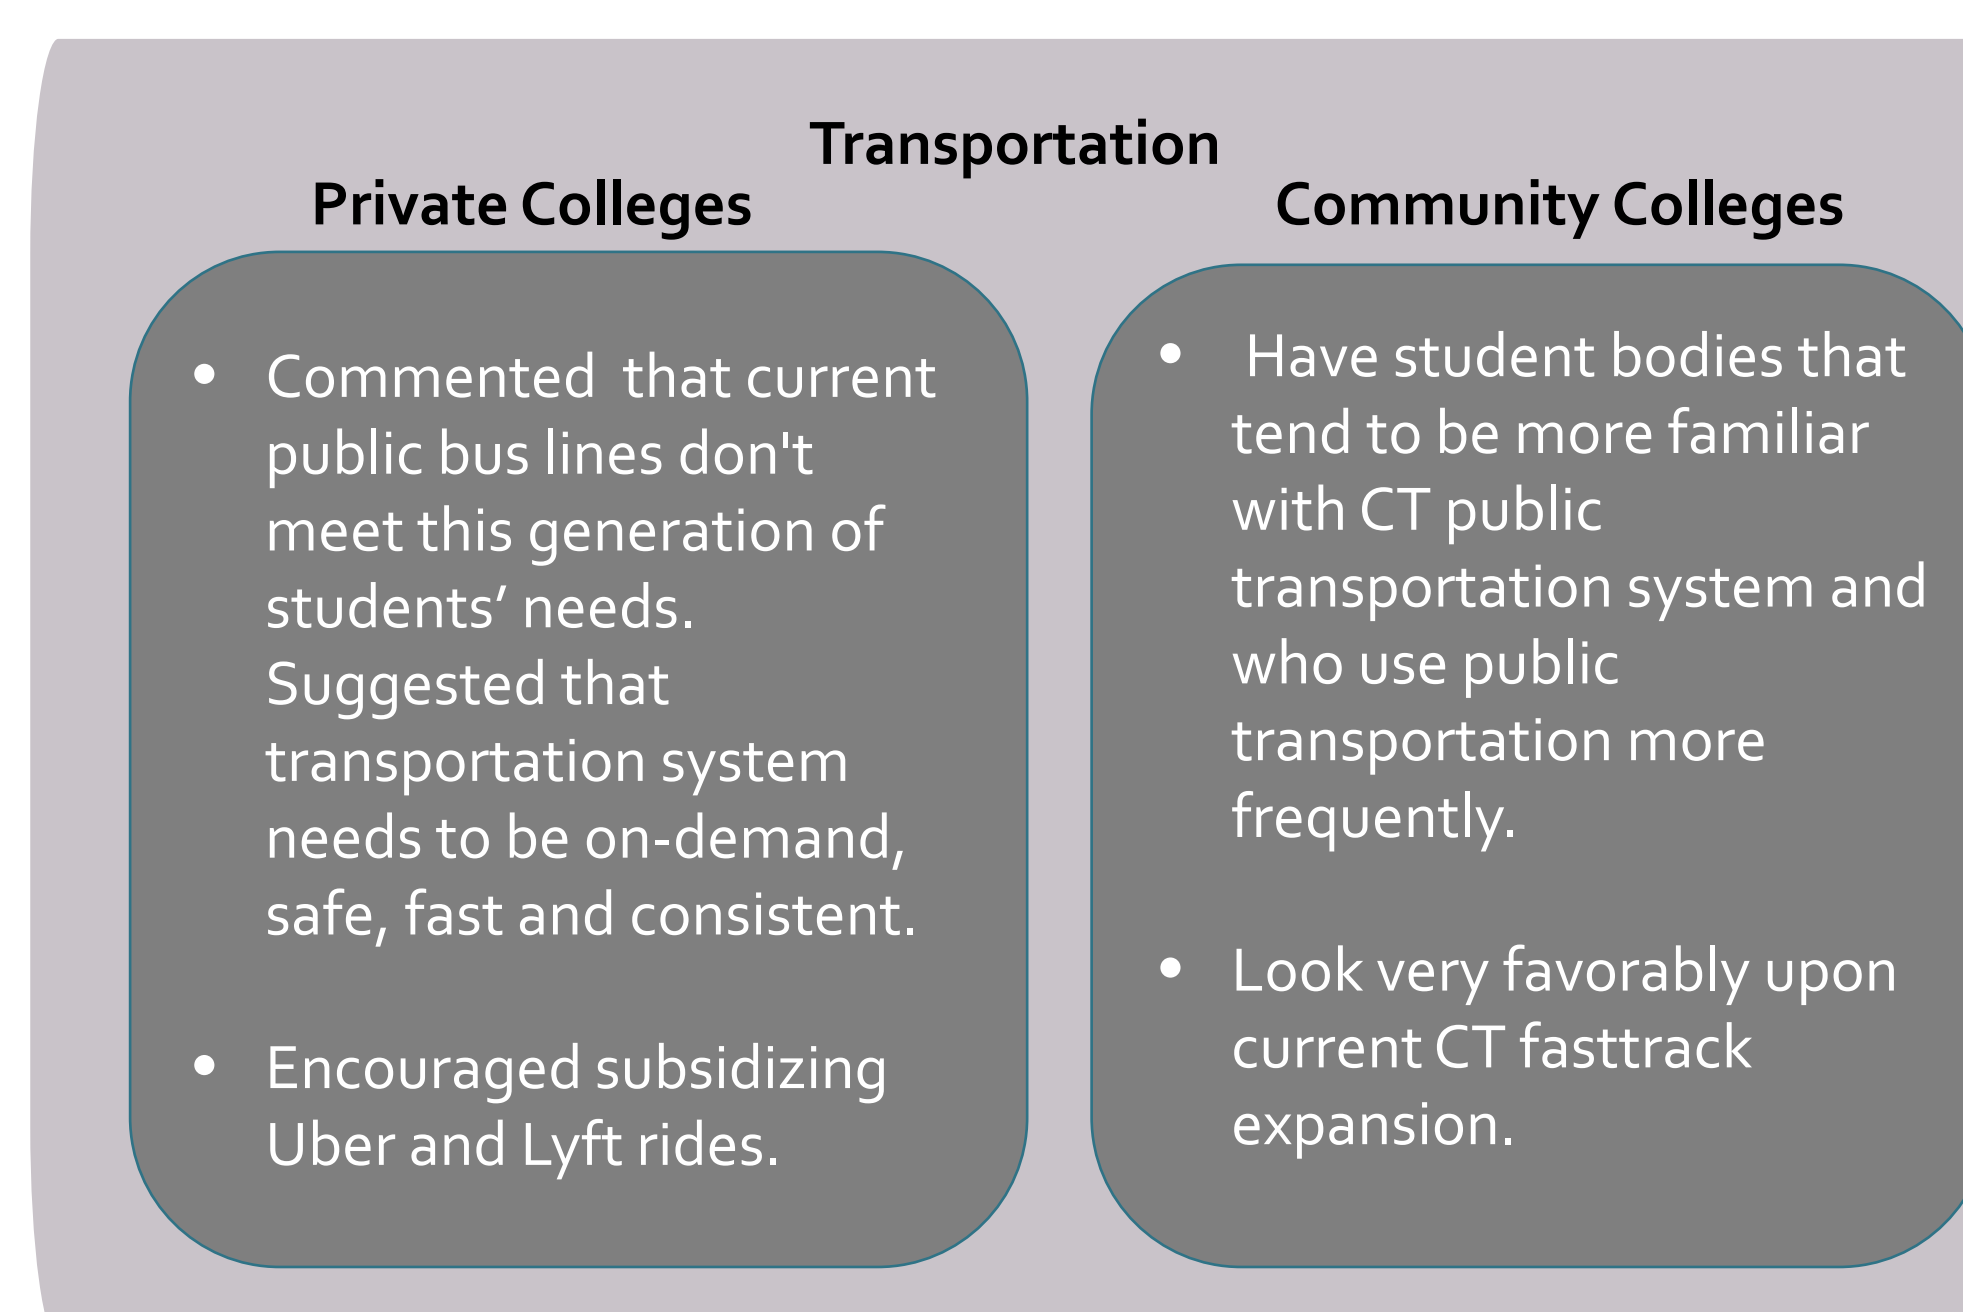 Transportation
Private Colleges
Community Colleges
• Commented  that current
public bus lines don't
meet this generation of
students’ needs.
Suggested that
transportation system
needs to be on-demand,
safe, fast and consistent.
• Encouraged subsidizing
Uber and Lyft rides.
• Have student bodies that
tend to be more familiar
with CT public
transportation system and
who use public
transportation more
frequently.
• Look very favorably upon
current CT fasttrack
expansion.